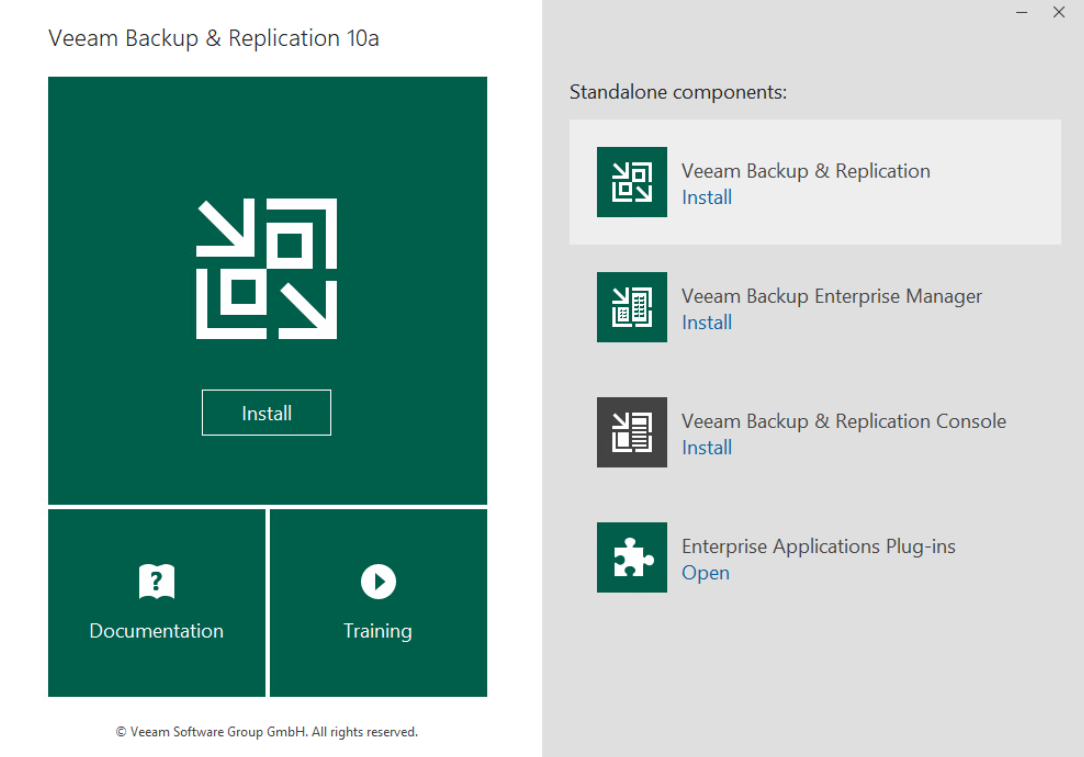 Veeam Backup & Replication 10a
Install
Documentation
Training
© Veeam Software Group GmbH. All rights reserved.
Standalone components:
Veeam Backup & Replication
Install
Veeam Backup Enterprise Manager
Install
Veeam Backup & Replication Console
Install
Enterprise Applications Plug-ins
Open